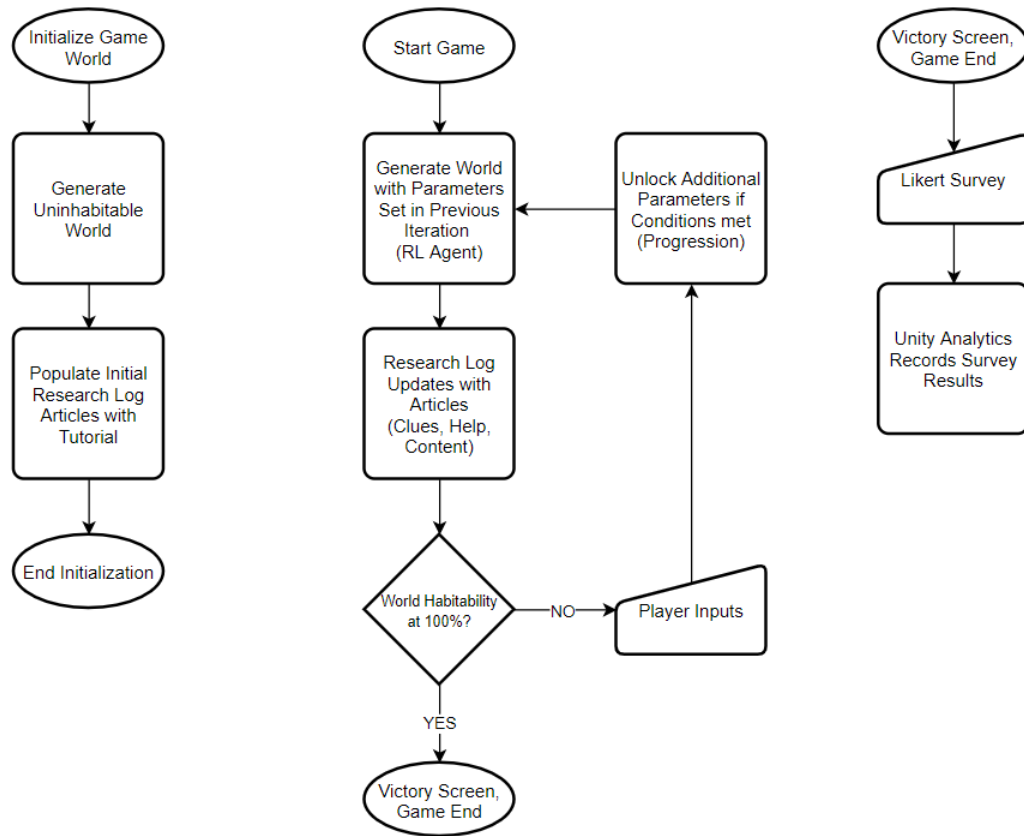 Initialize Game
World
Generate
Uninhabitable
World
Populate Initial
Research Log
Articles with
Tutorial
End Initialization
Start Game
Generate World
with Parameters
Set in Previous
Iteration
(RL Agent)
Research Log
Updates with
Articles
(Clues, Help,
Content)
World Habitability
at 100%?
NO
Player Inputs
Unlock Additional
Parameters if
Conditions met
(Progression)
YES
Victory Screen,
Game End
Victory Screen,
Game End
Likert Survey
Unity Analytics
Records Survey
Results